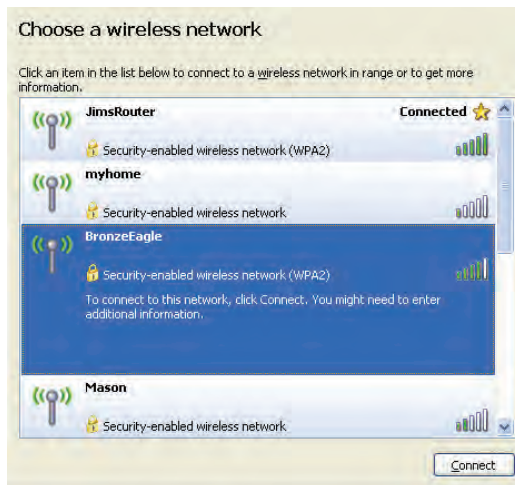 Choose a wireless network
Click an item in the list below to connect to a wireless network in range or to get more
information.
JimsRouter Connected
Security-enabled wireless network (WPA2)
myhome
Security-enabled wireless network
BronzeEagle
Security-enabled wireless network (WPA2)
To connect to this network, click Connect. You might need to enter
additional information.
Mason
Security-enabled wireless network
Connect